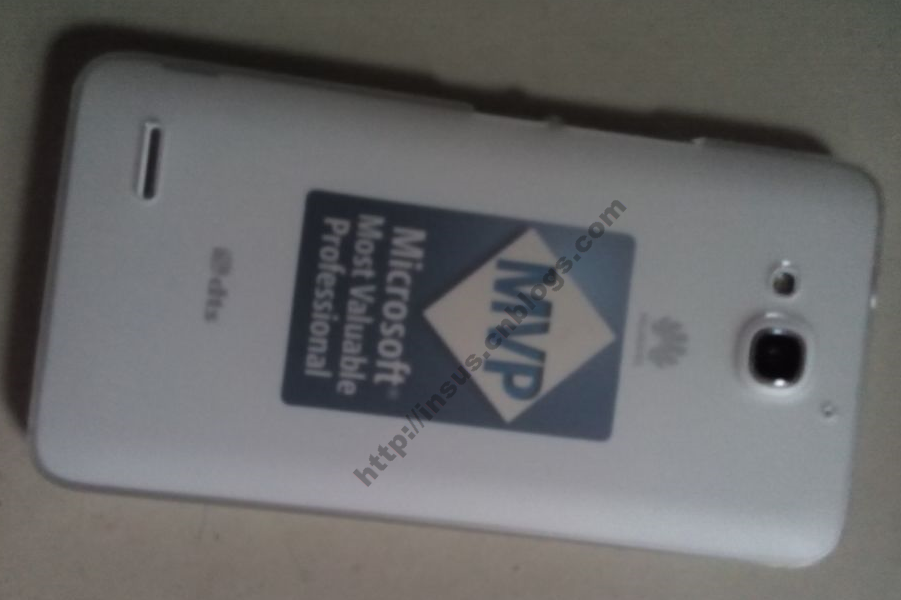 MVP
Microsoft®
Most Valuable
Professional
dts
http://insus.cnblogs.com